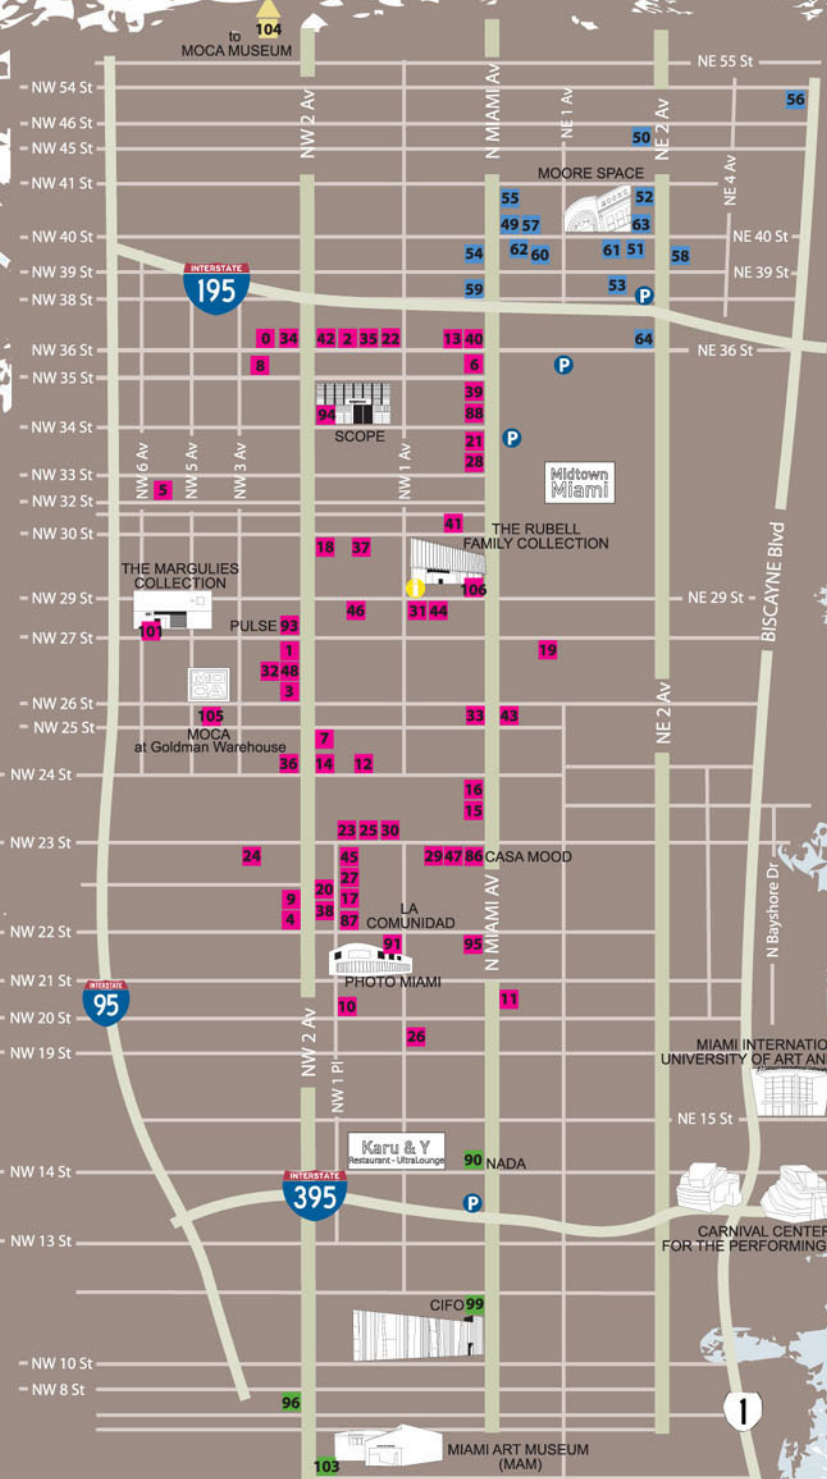 104
to
MOCA MUSEUM
NE 55 St
NW 54 St
56
NW 2 Av
N MIAMI Av
NE 1 Av
NE 2 Av
NW 46 St
50
NW 45 St
NE 4 Av
MOORE SPACE
NW 41 St
55
MOORE
52
49 57
63
NW 40 St
NE 40 St
54
62 60
61 51
58
INTERSTATE
195
NW 39 St
NE 39 St
59
53
P
NW 38 St
0 34
42 2 35 22
13 40
64
NW 36 St
NE 36 St
8
6
P
NW 35 St
39
94
88
NW 34 St
SCOPE
21
P
28
NW 6 Av
NW 5 Av
NW 3 Av
NW 1 Av
NW 33 St
Midtown
Miami
5
NW 32 St
41
NW 30 St
THE RUBELL
FAMILY COLLECTION
18
37
BISCAYNE Blvd
THE MARGULIES
COLLECTION
i
106
NW 29 St
NE 29 St
46
31 44
101
PULSE 93
NW 27 St
1
19
32 48
MOCA
3
NW 26 St
NE 2 Av
105
33
43
NW 25 St
MOCA
at Goldman Warehouse
7
36
14
12
NW 24 St
16
15
23 25 30
NW 23 St
24
45
29 47 86 CASA MOOD
27
20
9
17
38
4
87
LA
COMUNIDAD
N MIAMI AV
N Bayshore Dr
NW 22 St
91
95
NW 21 St
PHOTO MIAMI
INTERSTATE
95
10
11
NW 20 St
NW 2 Av
26
NW 19 St
MIAMI INTERNATIO
UNIVERSITY OF ART AN
NW 1 Pl
NE 15 St
Karu & Y
Restaurant - UltraLounge
90 NADA
NW 14 St
INTERSTATE
395
P
CARNIVAL CENTER
FOR THE PERFORMING
NW 13 St
CIFO 99
NW 10 St
NW 8 St
96
1
MIAMI ART MUSEUM
(MAM)
103